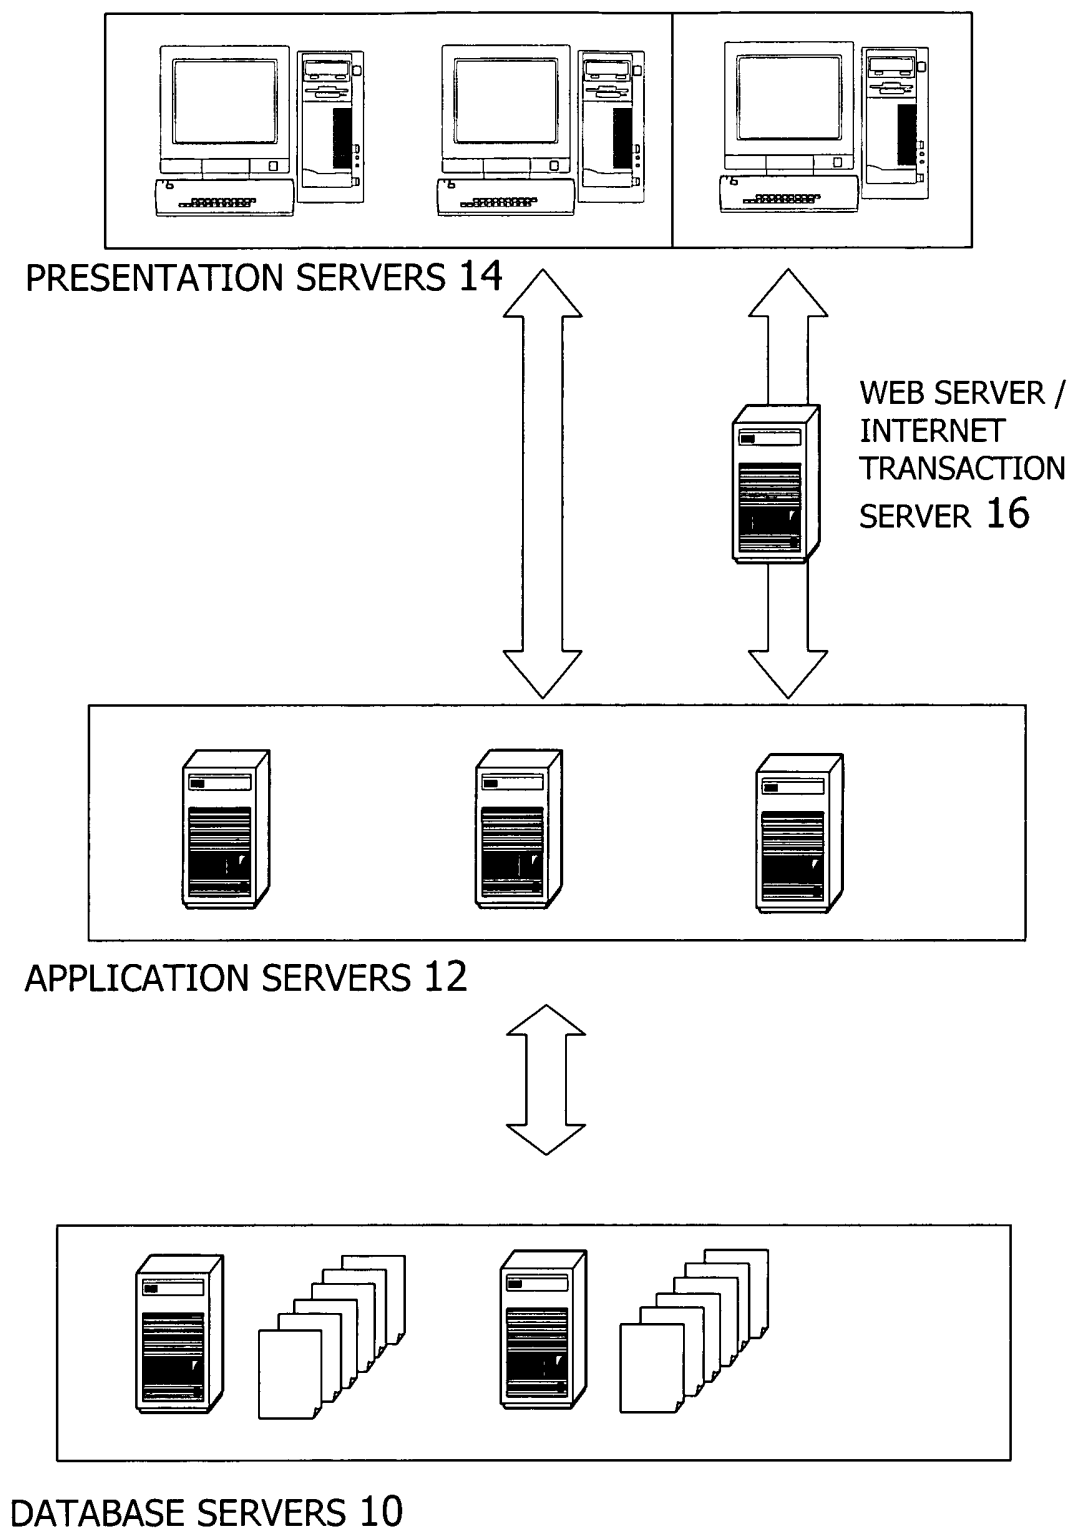 PRESENTATION SERVERS 14
WEB SERVER /
INTERNET
TRANSACTION
SERVER 16
APPLICATION SERVERS 12
DATABASE SERVERS 10